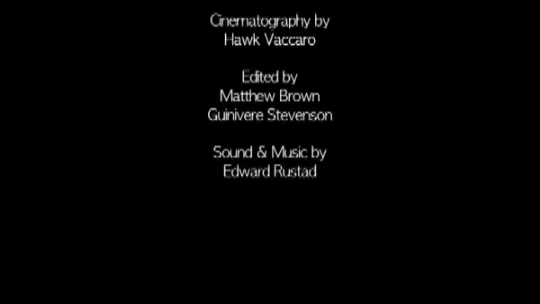 Cinematography by
Hawk Vaccaro
Edited by
Matthew Brown
Guinivere Stevenson
Sound & Music by
Edward Rustad